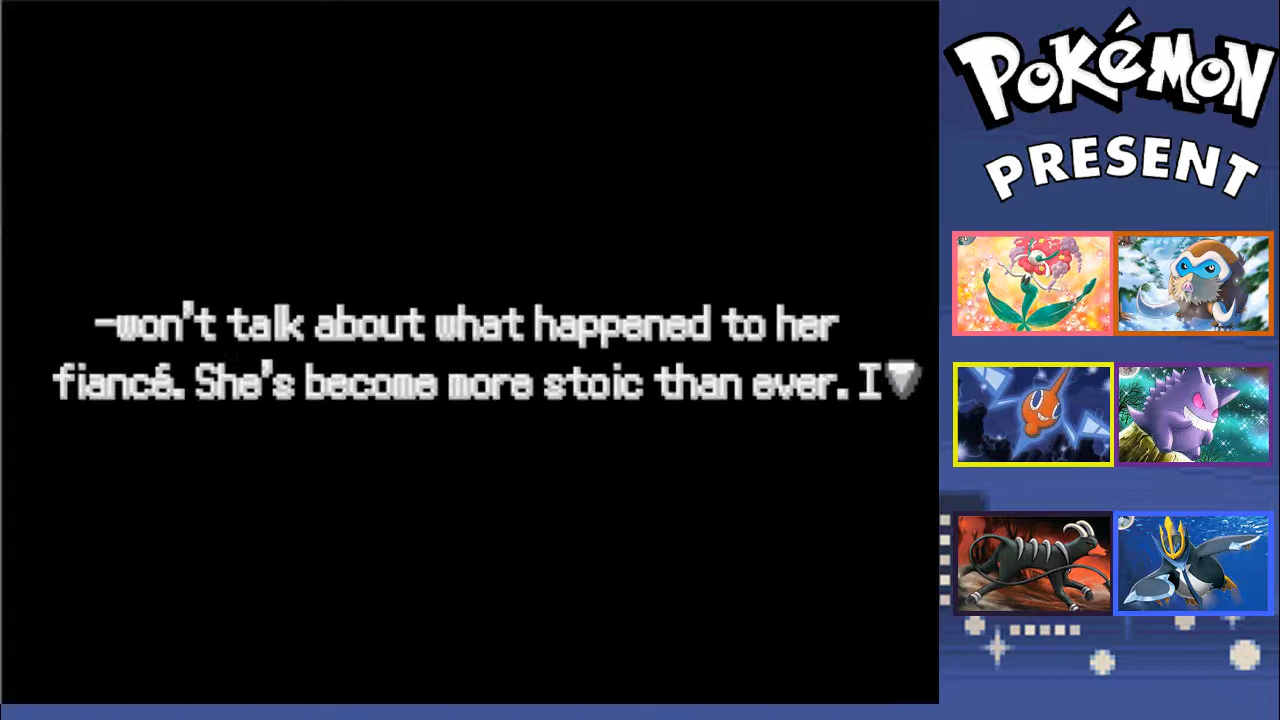 -won't talk about what happened to her
fiancé. She's become more stoic than ever. I
POKéMON
PRESENT